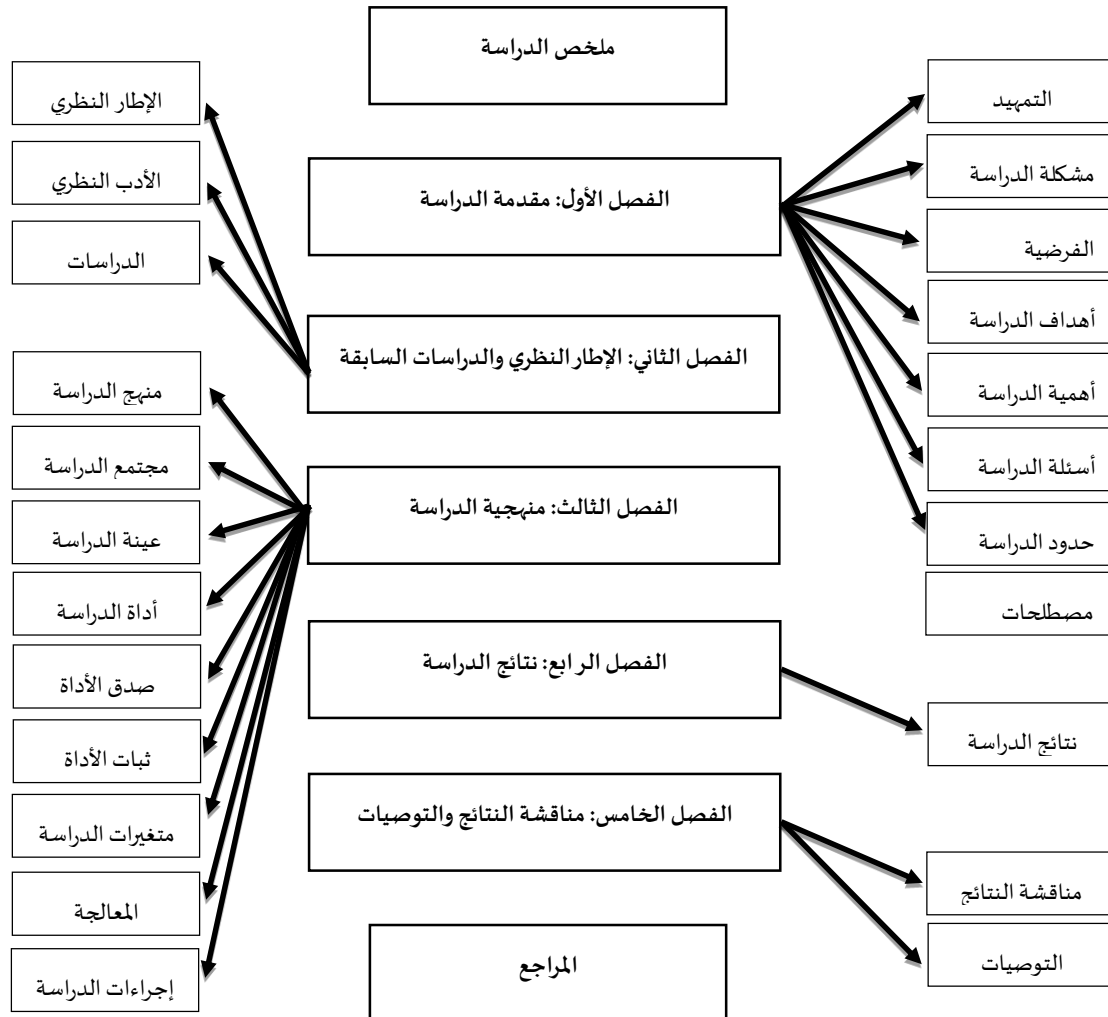 ملخص الدراسة
الفصل الأول: مقدمة الدراسة
التمهيد
مشكلة الدراسة
الفرضية
أهداف الدراسة
أهمية الدراسة
أسئلة الدراسة
حدود الدراسة
مصطلحات
الفصل الثاني: الإطار النظري والدراسات السابقة
الإطار النظري
الأدب النظري
الدراسات
الفصل الثالث: منهجية الدراسة
منهج الدراسة
مجتمع الدراسة
عينة الدراسة
أداة الدراسة
صدق الأداة
ثبات الأداة
متغيرات الدراسة
المعالجة
إجراءات الدراسة
الفصل الرابع: نتائج الدراسة
نتائج الدراسة
الفصل الخامس: مناقشة النتائج والتوصيات
مناقشة النتائج
التوصيات
المراجع